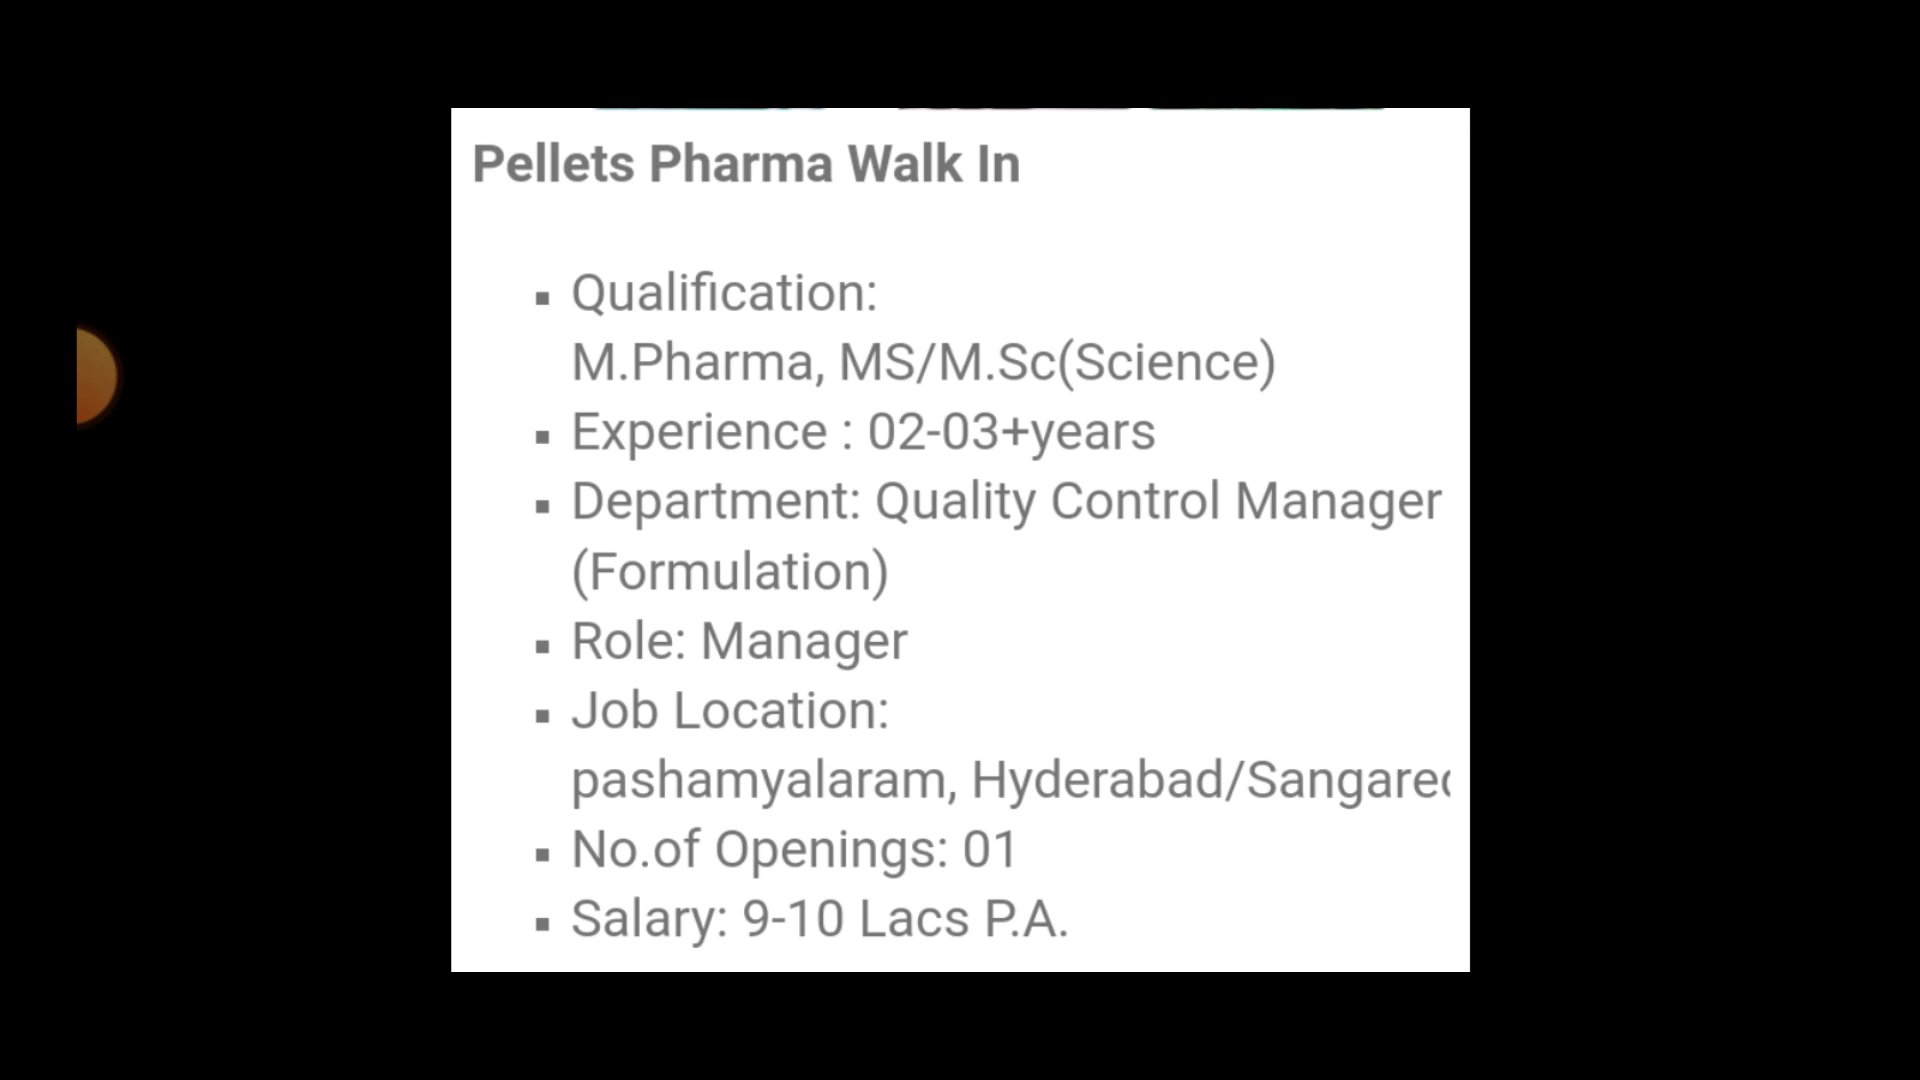 Pellets Pharma Walk In
Qualification:
M.Pharma, MS/M.Sc(Science)
Experience : 02-03+years
Department: Quality Control Manager
(Formulation)
Role: Manager
Job Location:
pashamyalaram, Hyderabad/
No.of Openings: 01
Salary: 9-10 Lacs P.A.